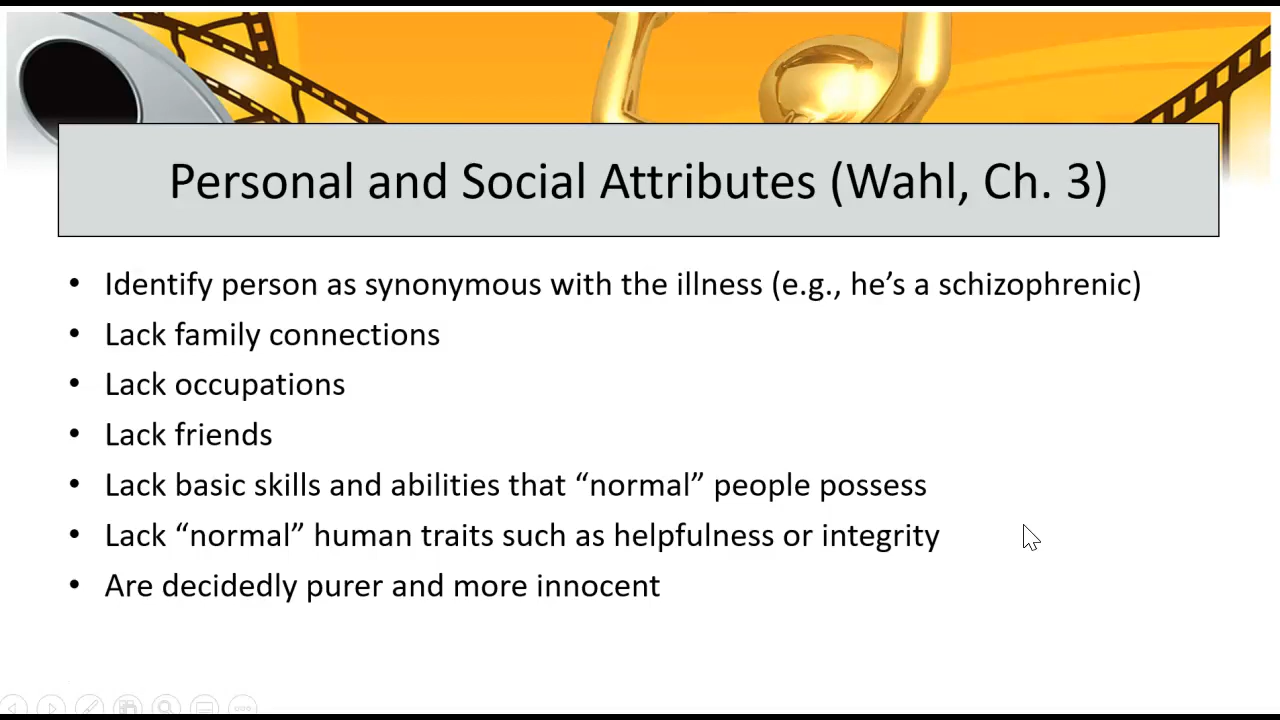 Personal and Social Attributes (Wahl, Ch. 3)
• Identify person as synonymous with the illness (e.g., he’s a schizophrenic)
• Lack family connections
• Lack occupations
• Lack friends
• Lack basic skills and abilities that “normal” people possess
• Lack “normal” human traits such as helpfulness or integrity
• Are decidedly purer and more innocent